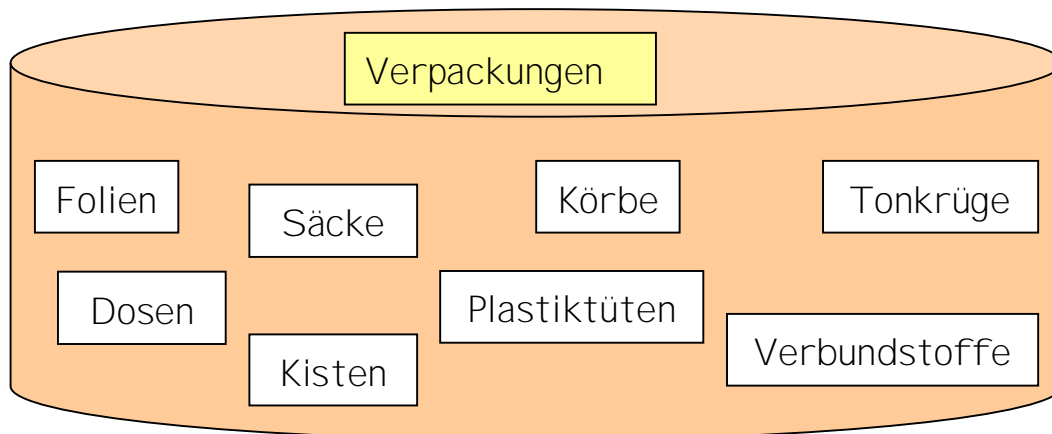 Verpackungen
Folien
Säcke
Körbe
Tonkrüge
Dosen
Plastiktüten
Kisten
Verbundstoffe